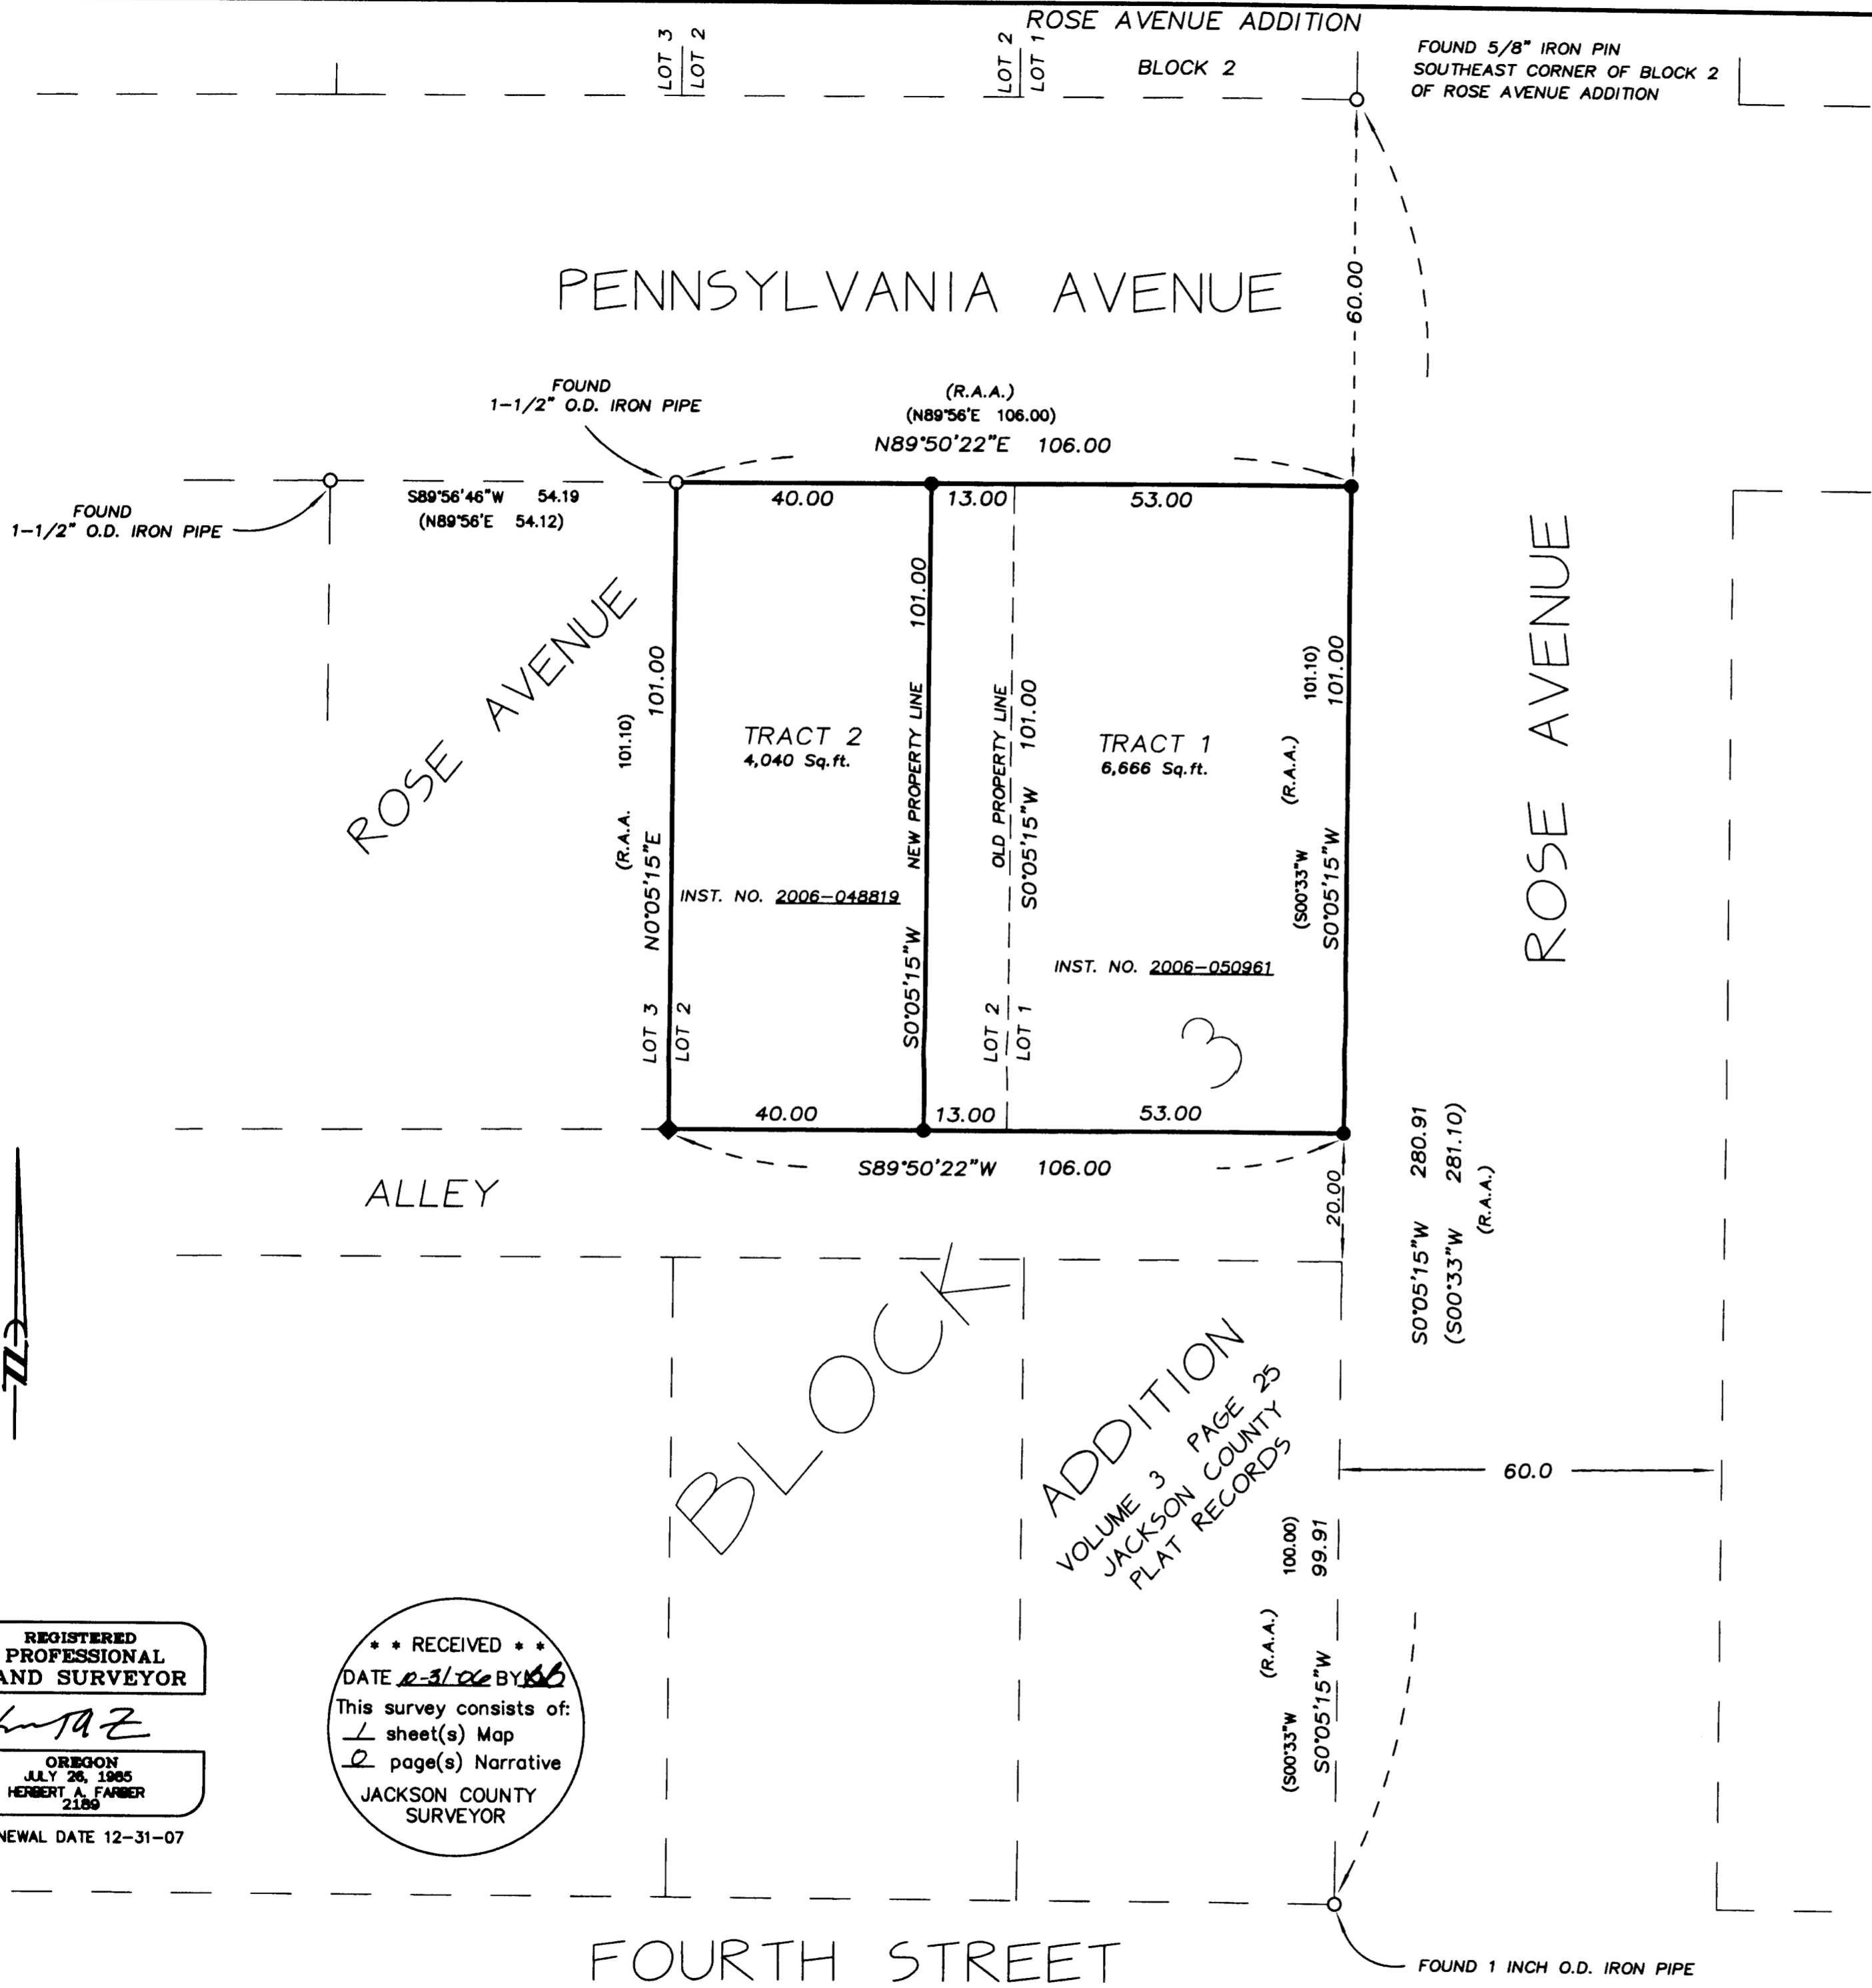 ROSE AVENUE ADDITION
LOT 3
LOT 2
LOT 2
LOT 1
BLOCK 2
FOUND 5/8" IRON PIN
SOUTHEAST CORNER OF BLOCK 2
OF ROSE AVENUE ADDITION
60.00
PENNSYLVANIA AVENUE
FOUND
1-1/2" O.D. IRON PIPE
(R.A.A.)
(N89°56'E 106.00)
N89°50'22"E 106.00
FOUND
1-1/2" O.D. IRON PIPE
S89°56'46"W 54.19
(N89°56'E 54.12)
40.00
13.00
53.00
ROSE AVENUE
(R.A.A. 101.10)
N0°05'15"E 101.00
TRACT 2
4,040 Sq.ft.
S0°05'15"W NEW PROPERTY LINE 101.00
OLD PROPERTY LINE
S0°05'15"W 101.00
TRACT 1
6,666 Sq.ft.
(R.A.A.)
(S00°33"W 101.10)
S0°05'15"W 101.00
ROSE AVENUE
INST. NO. 2006-048819
INST. NO. 2006-050961
LOT 3
LOT 2
LOT 2
LOT 1
3
40.00
13.00
53.00
S89°50'22"W 106.00
ALLEY
20.00
S0°05'15"W 280.91
(S00°33"W 281.10)
(R.A.A.)
BLOCK
ADDITION
VOLUME 3 PAGE 25
JACKSON COUNTY
PLAT RECORDS
60.0
(R.A.A.)
(S00°33"W 100.00)
S0°05'15"W 99.91
REGISTERED
PROFESSIONAL
AND SURVEYOR
OREGON
JULY 26, 1985
HERBERT A. FARBER
2189
NEWAL DATE 12-31-07
* * RECEIVED * *
DATE 10-31-06 BY
This survey consists of:
1 sheet(s) Map
0 page(s) Narrative
JACKSON COUNTY
SURVEYOR
FOURTH STREET
FOUND 1 INCH O.D. IRON PIPE